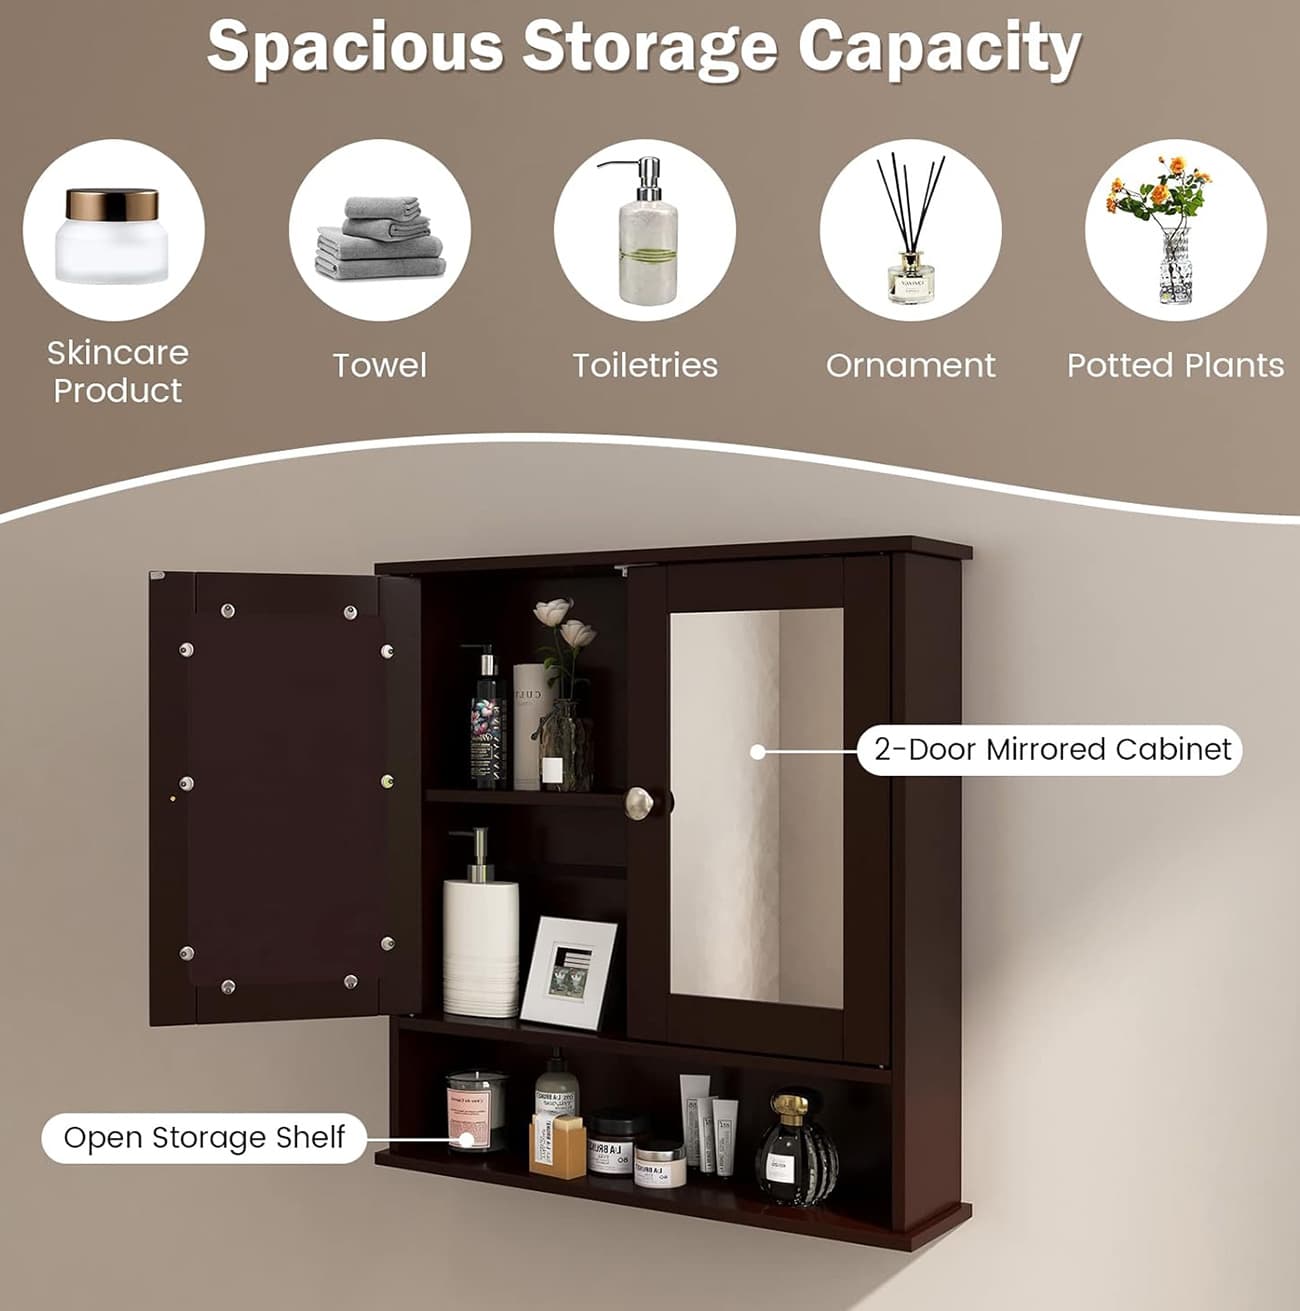 Spacious Storage Capacity
Skincare
Product
Towel
Toiletries
Ornament
Potted Plants
2-Door Mirrored Cabinet
Open Storage Shelf